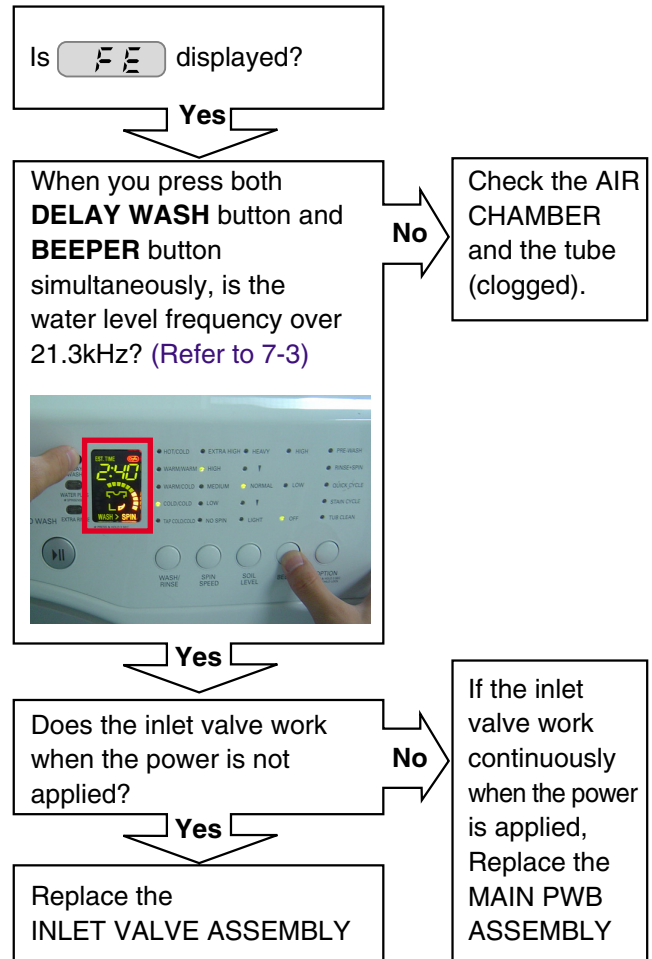 Is FE displayed?
Yes
When you press both
DELAY WASH button and
BEEPER button
simultaneously, is the
water level frequency over
21.3kHz? (Refer to 7-3)
No
Check the AIR
CHAMBER
and the tube
(clogged).
EST. TIME
2:40
WASH > SPIN
HOT/COLD EXTRA HIGH HEAVY HIGH PRE-WASH
WARM/WARM HIGH RINSE+SPIN
WARM/COLD MEDIUM NORMAL LOW QUICK CYCLE
COLD/COLD LOW STAIN CYCLE
TAP COLD/COLD NO SPIN LIGHT OFF TUB CLEAN
WASH
EXTRA
WASH/
RINSE
SPIN
SPEED
SOIL
LEVEL
Yes
Does the inlet valve work
when the power is not
applied?
No
If the inlet
valve work
continuously
when the power
is applied,
Replace the
MAIN PWB
ASSEMBLY
Yes
Replace the
INLET VALVE ASSEMBLY